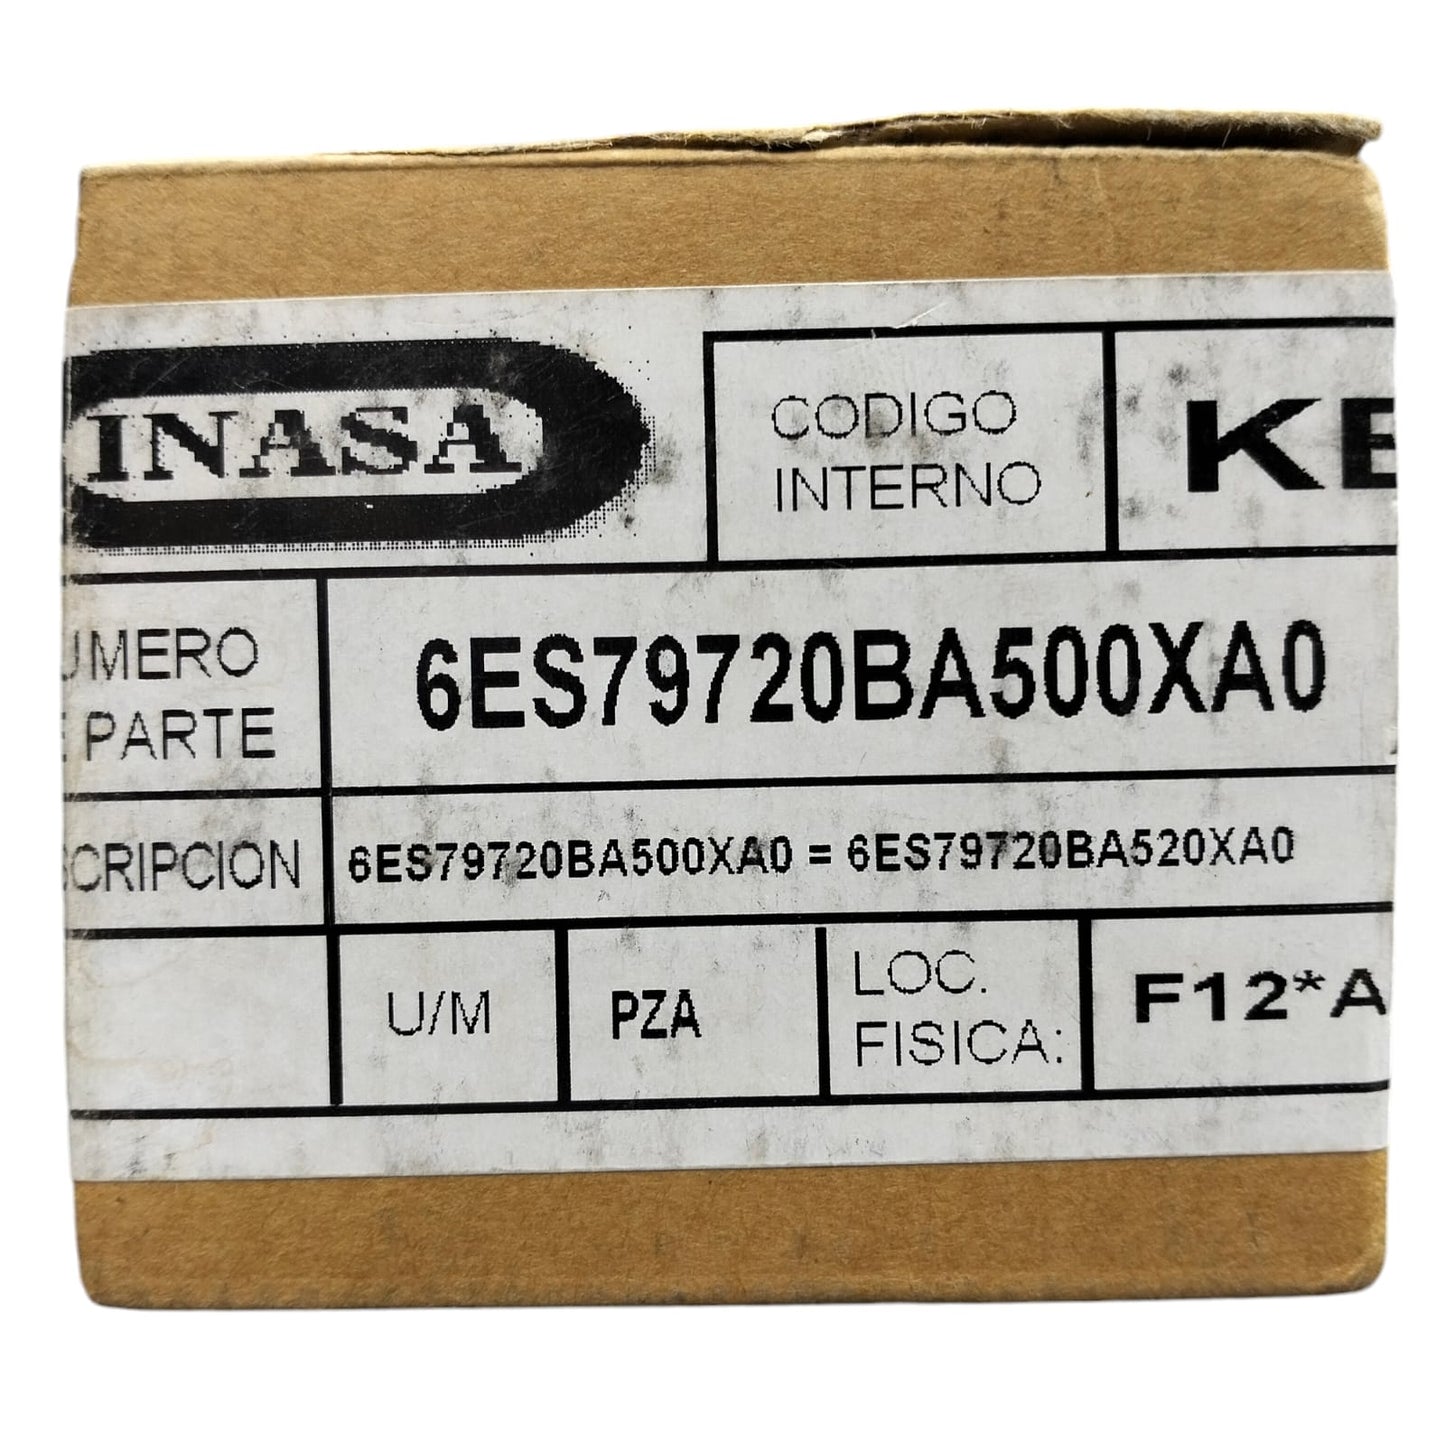 INASA
CODIGO
INTERNO
KE
UMERO
E PARTE
6ES79720BA500XA0
SCRIPCION
6ES79720BA500XA0 = 6ES79720BA520XA0
U/M
PZA
LOC.
FISICA:
F12*A